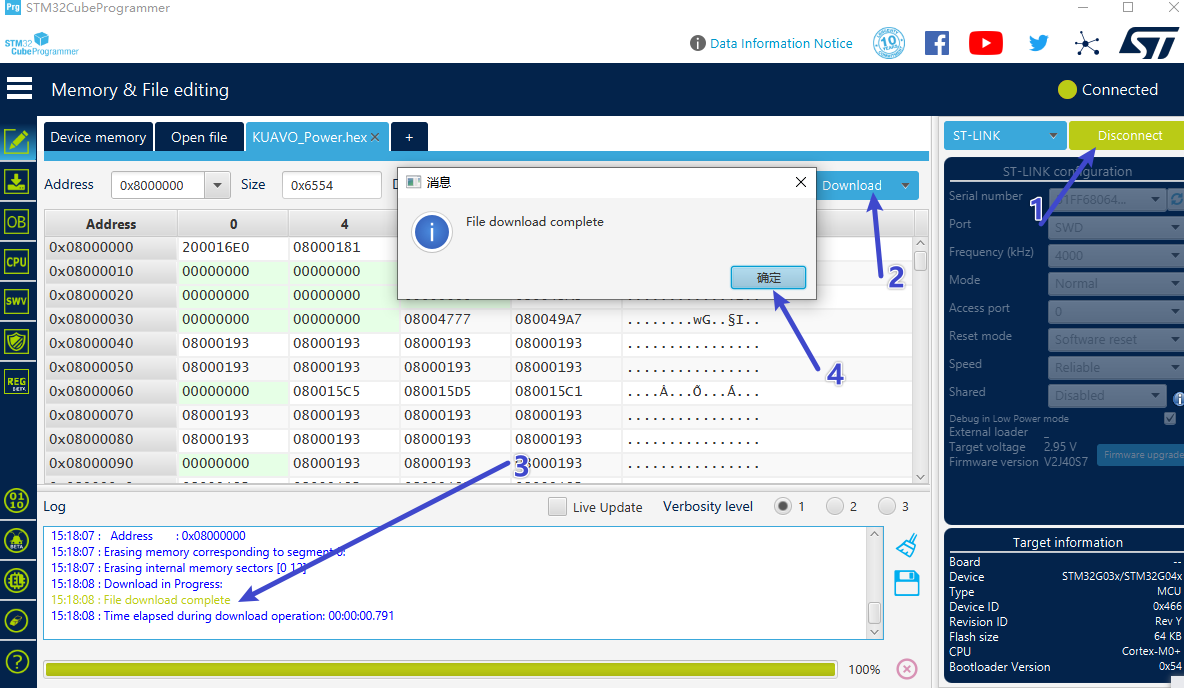 Prg STM32CubeProgrammer
STM32
CubeProgrammer
Data Information Notice
10 YEARS
ST
Memory & File editing
Connected
Device memory
Open file
KUAVO_Power.hex
+
ST-LINK
Disconnect
Address
0x8000000
Size
0x6554
消息
Download
File download complete
确定
1
2
3
4
Address 0 4
0x08000000 200016E0 08000181
0x08000010 00000000 00000000
0x08000020 00000000 00000000
0x08000030 00000000 00000000 08004777 080049A7 ........wG..§I..
0x08000040 08000193 08000193 08000193 08000193 ................
0x08000050 08000193 08000193 08000193 08000193 ................
0x08000060 00000000 080015C5 080015D5 080015C1 ....Å...Õ...Á...
0x08000070 08000193 08000193 08000193 08000193 ................
0x08000080 08000193 08000193 08000193 08000193 ................
0x08000090 00000000 08000193 08000193 08000193 ................
OB
CPU
SWV
REG
01
10
BETA
?
ST-LINK configuration
Serial number
Port SWD
Frequency (kHz) 4000
Mode Normal
Access port 0
Reset mode Software reset
Speed Reliable
Shared Disabled
Debug in Low Power mode
External loader _
Target voltage 2.95 V
Firmware version V2J40S7
Firmware upgrade
Log
Live Update
Verbosity level
1
2
3
15:18:07 : Address : 0x08000000
15:18:07 : Erasing memory corresponding to segment 0:
15:18:07 : Erasing internal memory sectors [0 12]
15:18:08 : Download in Progress:
15:18:08 : File download complete
15:18:08 : Time elapsed during download operation: 00:00:00.791
100%
Target information
Board --
Device STM32G03x/STM32G04x
Type MCU
Device ID 0x466
Revision ID Rev Y
Flash size 64 KB
CPU Cortex-M0+
Bootloader Version 0x54